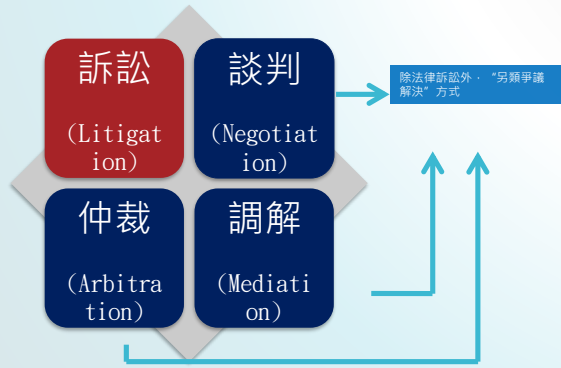 訴訟
(Litigat
ion)
談判
(Negotiat
ion)
除法律訴訟外，“另類爭議
解決”方式
仲裁
(Arbitra
tion)
調解
(Mediati
on)